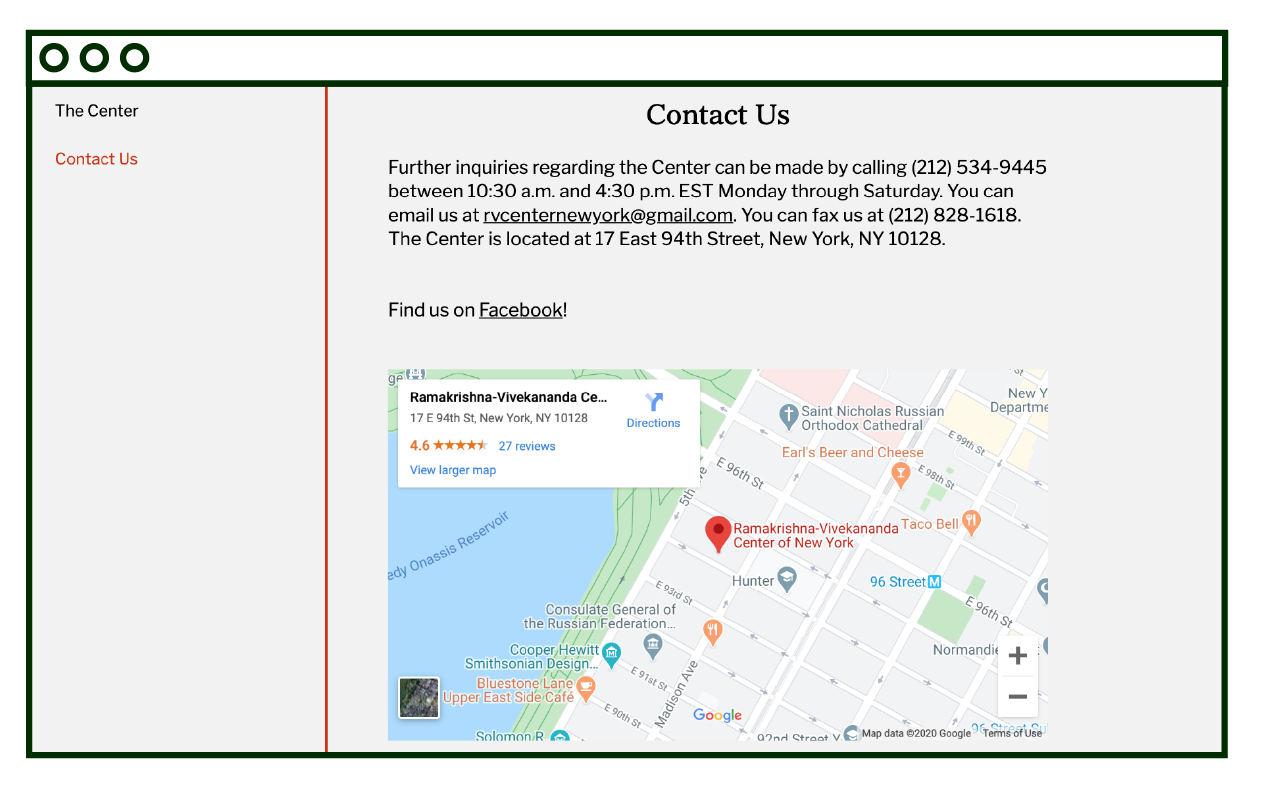 The Center
Contact Us
Contact Us
Further inquiries regarding the Center can be made by calling (212) 534-9445
between 10:30 a.m. and 4:30 p.m. EST Monday through Saturday. You can
email us at rvcenternewyork@gmail.com. You can fax us at (212) 828-1618.
The Center is located at 17 East 94th Street, New York, NY 10128.
Find us on Facebook!
ge
Ramakrishna-Vivekananda Ce...
17 E 94th St, New York, NY 10128
Directions
4.6
27 reviews
View larger map
New Y
Departme
Saint Nicholas Russian
Orthodox Cathedral
E 99th St
Earl's Beer and Cheese
E 96th St
E 98th St
5th Ave
edy Onassis Reservoir
Ramakrishna-Vivekananda
Center of New York
Taco Bell
Hunter
96 Street M
E 93rd St
E 96th St
Consulate General of
the Russian Federation...
Cooper Hewitt
Smithsonian Design...
Normandie
E 91st St
Bluestone Lane
Upper East Side Café
Madison Ave
E 90th St
Google
Solomon R.
92nd Street Y
96 Street Su
Map data ©2020 Google
Terms of Use